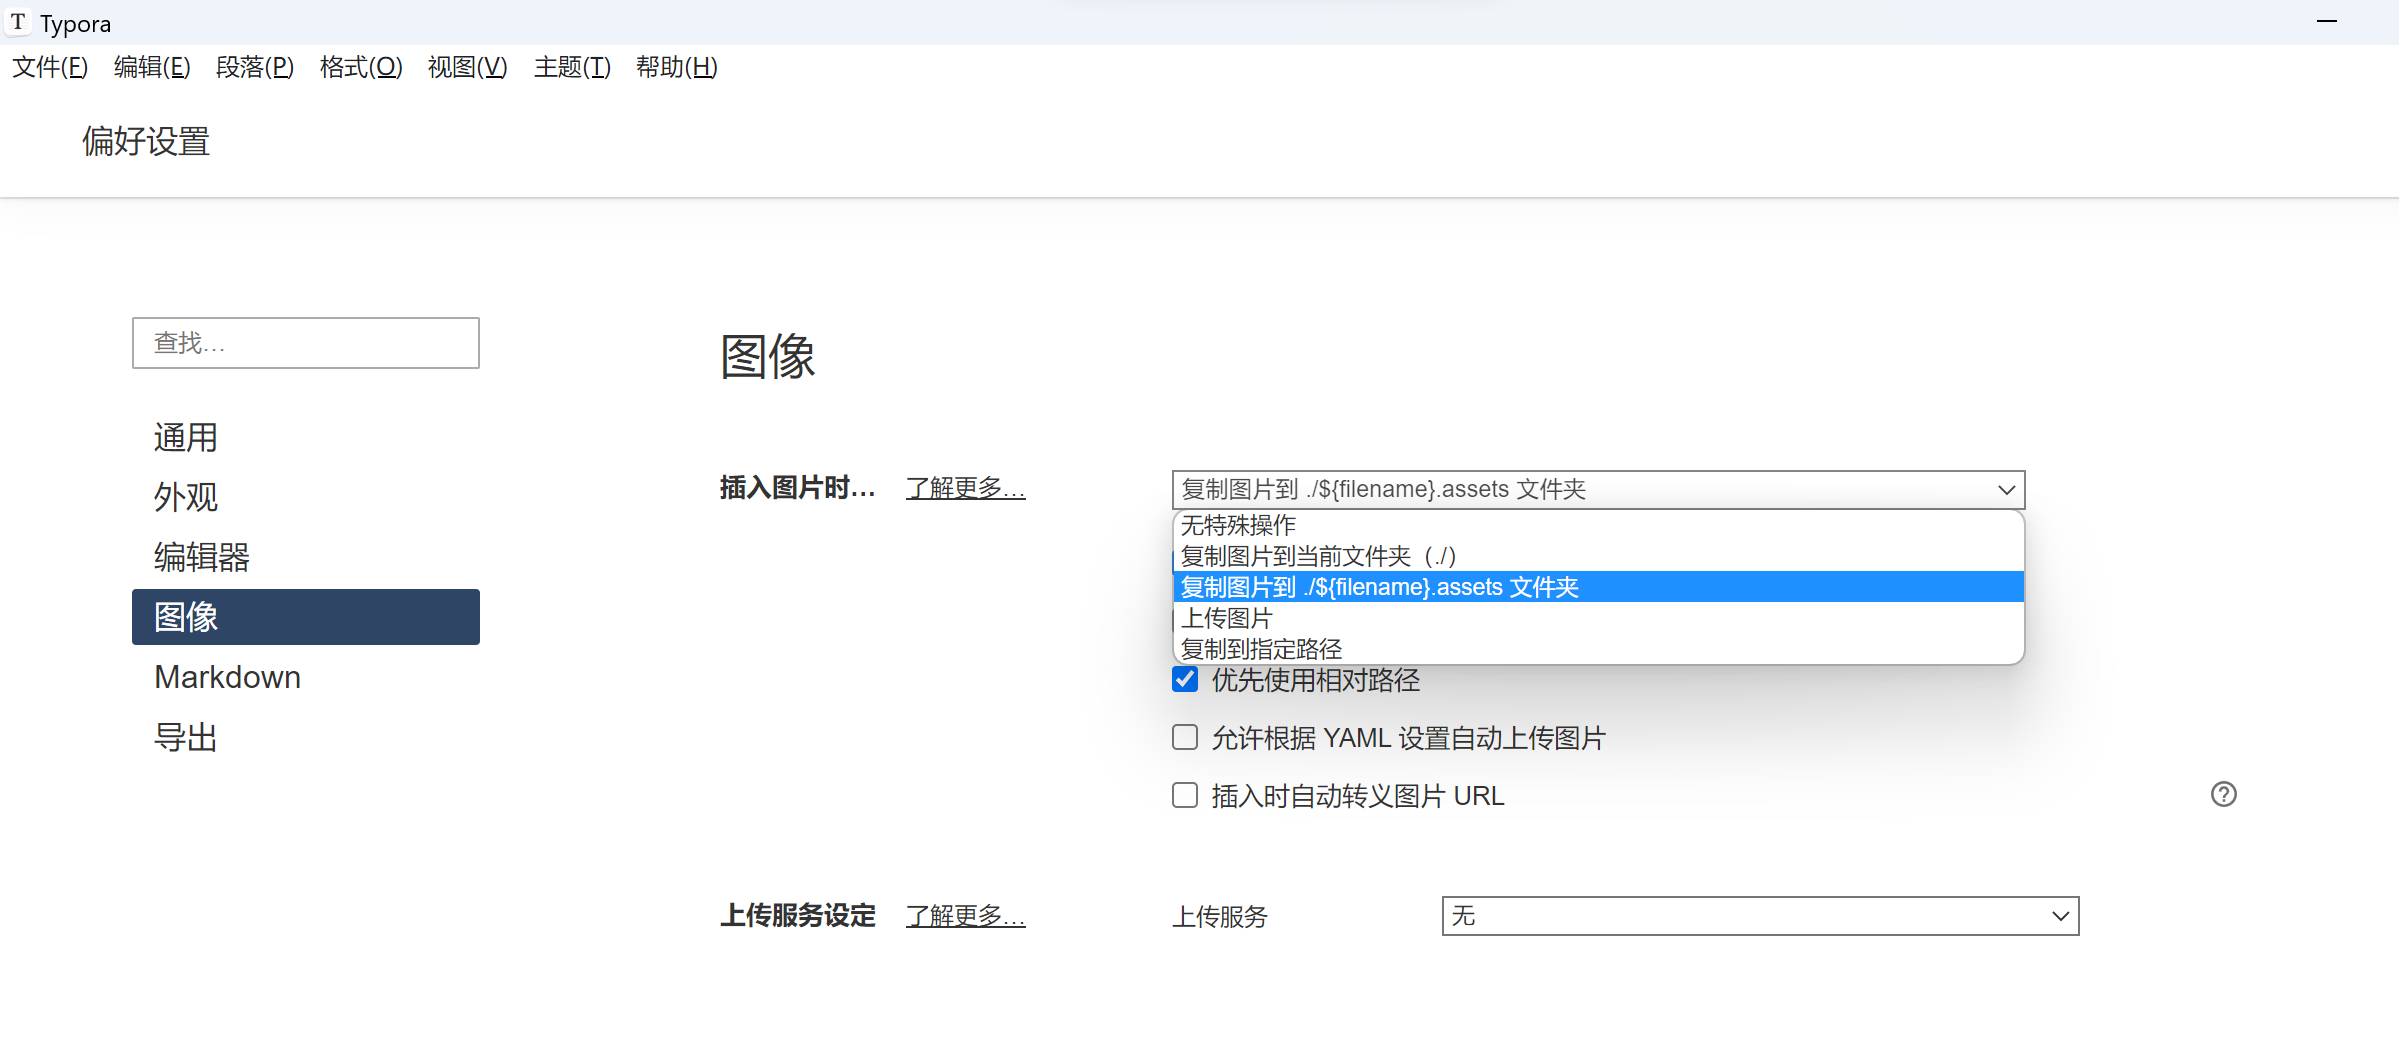 Typora
文件(F) 编辑(E) 段落(P) 格式(O) 视图(V) 主题(T) 帮助(H)
偏好设置
查找…
通用
外观
编辑器
图像
Markdown
导出
图像
插入图片时… 了解更多… 复制图片到 ./${filename}.assets 文件夹
无特殊操作
复制图片到当前文件夹（./）
复制图片到 ./${filename}.assets 文件夹
上传图片
复制到指定路径
优先使用相对路径
允许根据 YAML 设置自动上传图片
插入时自动转义图片 URL
上传服务设定 了解更多… 上传服务 无